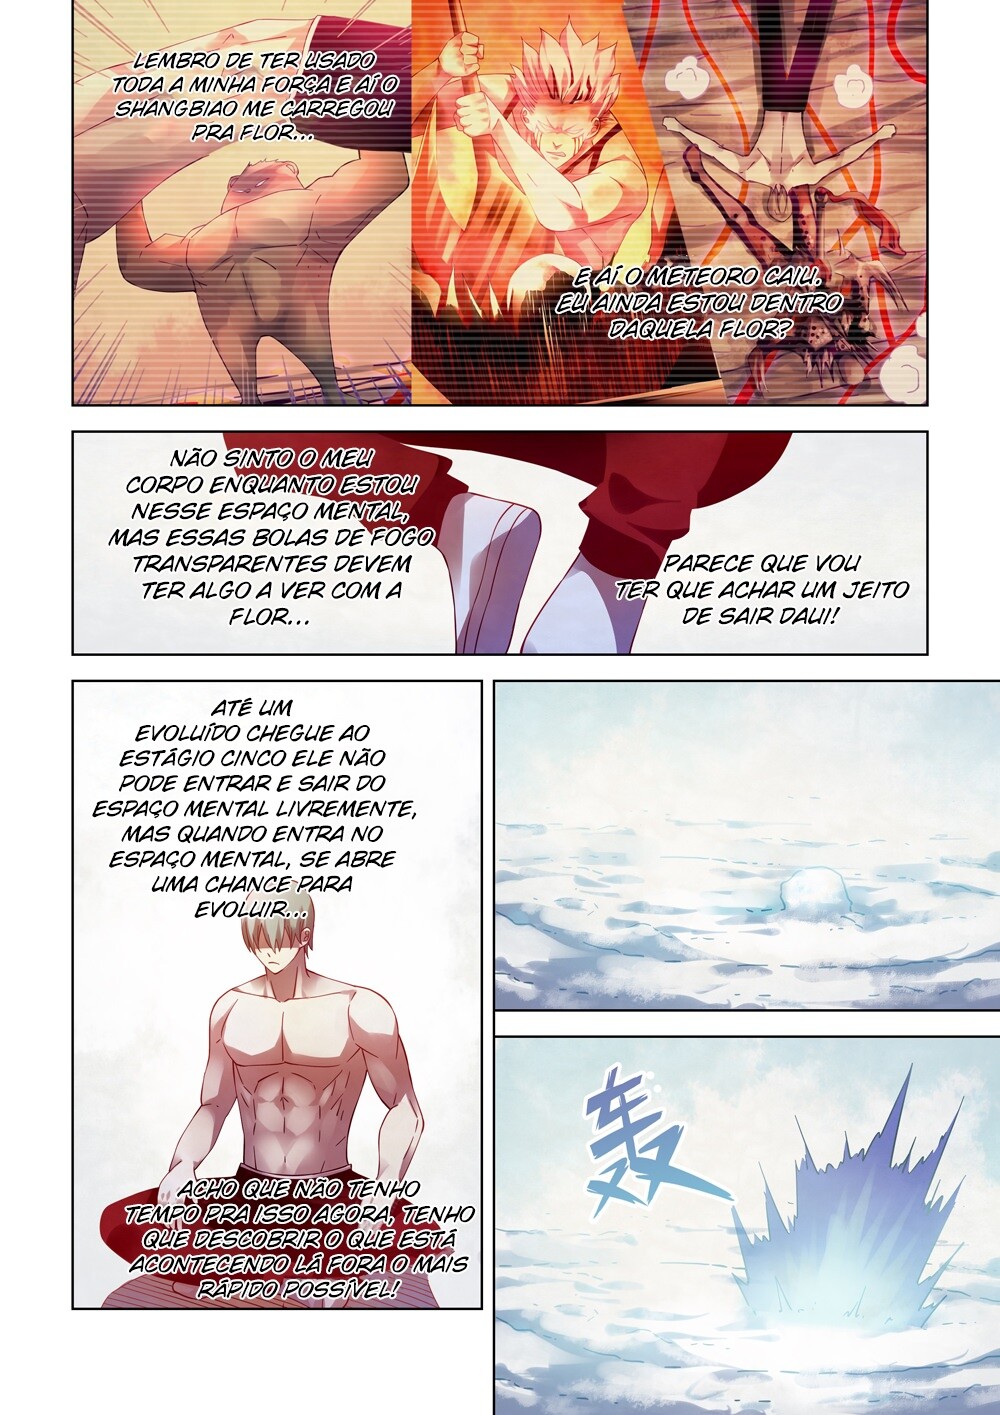 LEMBRO DE TER USADO
TODA A MINHA FORÇA E AÍ O
SHANGBIAO ME CARREGOU
PRA FLOR...
E AÍ O METEORO CAIU.
EU AINDA ESTOU DENTRO
DAQUELA FLOR?
NÃO SINTO O MEU
CORPO ENQUANTO ESTOU
NESSE ESPAÇO MENTAL,
MAS ESSAS BOLAS DE FOGO
TRANSPARENTES DEVEM
TER ALGO A VER COM A
FLOR...
PARECE QUE VOU
TER QUE ACHAR UM JEITO
DE SAIR DAUI!
ATÉ UM
EVOLUÍDO CHEGUE AO
ESTÁGIO CINCO ELE NÃO
PODE ENTRAR E SAIR DO
ESPAÇO MENTAL LIVREMENTE,
MAS QUANDO ENTRA NO
ESPAÇO MENTAL, SE ABRE
UMA CHANCE PARA
EVOLUIR...
ACHO QUE NÃO TENHO
TEMPO PRA ISSO AGORA, TENHO
QUE DESCOBRIR O QUE ESTÁ
ACONTECENDO LÁ FORA O MAIS
RÁPIDO POSSÍVEL!
轰